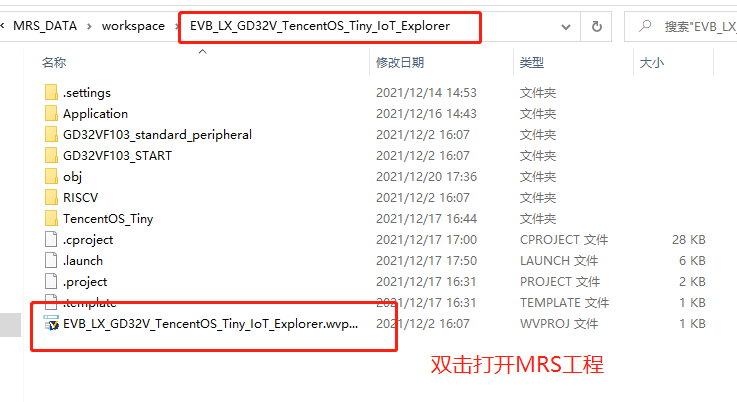 MRS_DATA › workspace › EVB_LX_GD32V_TencentOS_Tiny_IoT_Explorer 搜索"EVB_LX_
名称 修改日期 类型 大小
.settings 2021/12/14 14:53 文件夹
Application 2021/12/16 14:43 文件夹
GD32VF103_standard_peripheral 2021/12/2 16:07 文件夹
GD32VF103_START 2021/12/2 16:07 文件夹
obj 2021/12/20 17:36 文件夹
RISCV 2021/12/2 16:07 文件夹
TencentOS_Tiny 2021/12/17 16:44 文件夹
.cproject 2021/12/17 17:00 CPROJECT 文件 28 KB
.launch 2021/12/17 17:50 LAUNCH 文件 6 KB
.project 2021/12/17 16:31 PROJECT 文件 2 KB
.template 2021/12/17 16:31 TEMPLATE 文件 1 KB
EVB_LX_GD32V_TencentOS_Tiny_IoT_Explorer.wvp... 2021/12/2 16:07 WVPROJ 文件 1 KB
双击打开MRS工程